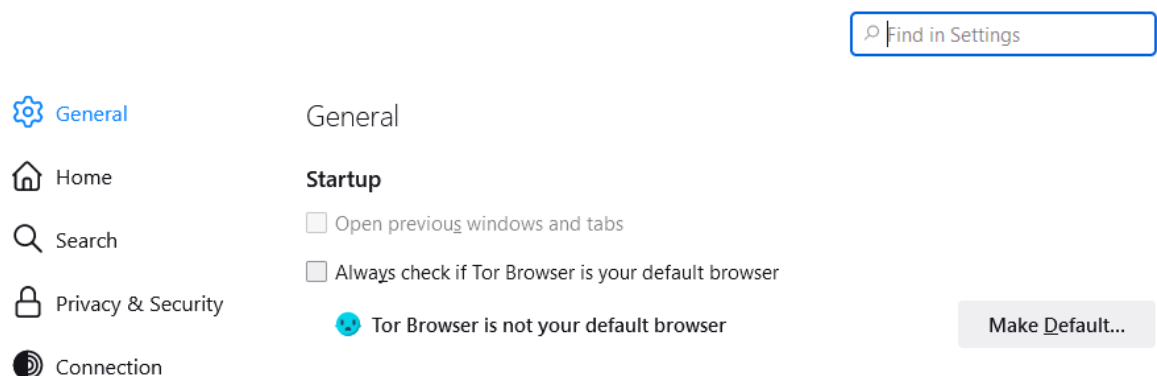 Find in Settings
General
Home
Search
Privacy & Security
Connection
General
Startup
Open previous windows and tabs
Always check if Tor Browser is your default browser
Tor Browser is not your default browser
Make Default...